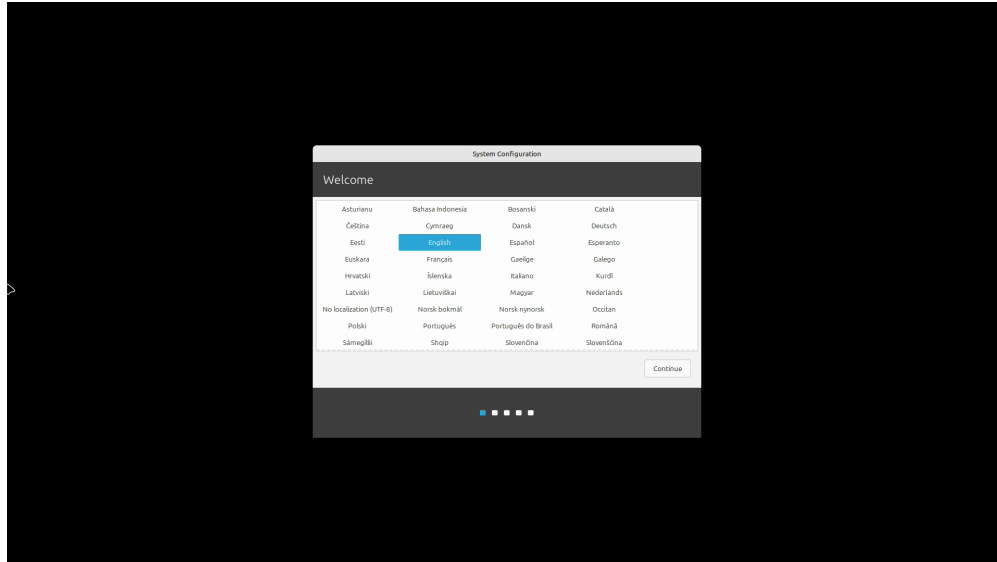 System Configuration
Welcome
Asturianu Bahasa Indonesia Bosanski Català
Čeština Cymraeg Dansk Deutsch
Eesti English Español Esperanto
Euskara Français Gaeilge Galego
Hrvatski Íslenska Italiano Kurdî
Latviski Lietuviškai Magyar Nederlands
No localization (UTF-8) Norsk bokmål Norsk nynorsk Occitan
Polski Português Português do Brasil Română
Sámegillii Shqip Slovenčina Slovenščina
Continue